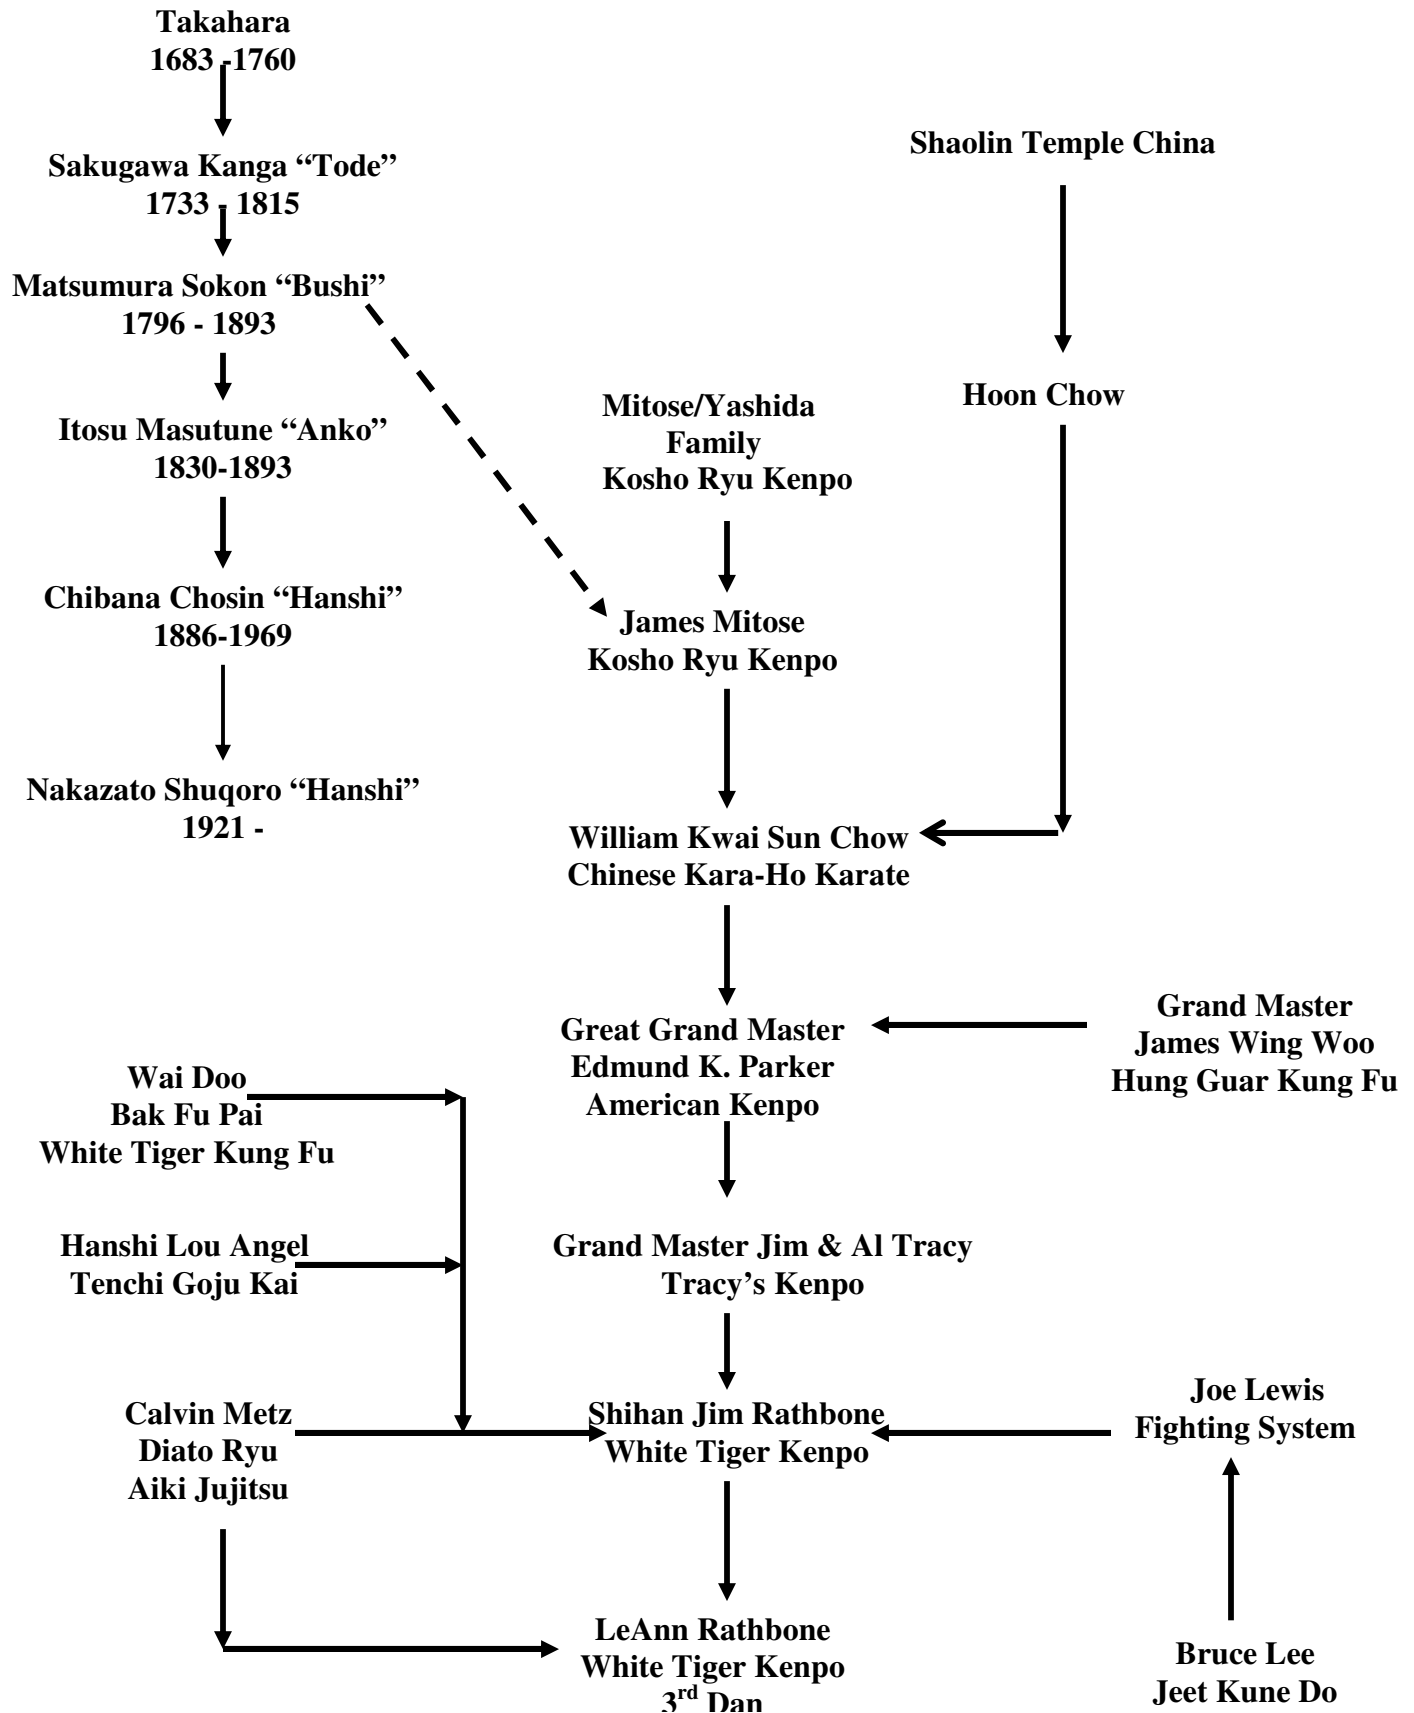 Takahara
1683 -1760
Sakugawa Kanga “Tode”
1733 - 1815
Matsumura Sokon “Bushi”
1796 - 1893
Itosu Masutune “Anko”
1830-1893
Chibana Chosin “Hanshi”
1886-1969
Nakazato Shuqoro “Hanshi”
1921 -
Shaolin Temple China
Hoon Chow
Mitose/Yashida
Family
Kosho Ryu Kenpo
James Mitose
Kosho Ryu Kenpo
William Kwai Sun Chow
Chinese Kara-Ho Karate
Great Grand Master
Edmund K. Parker
American Kenpo
Grand Master
James Wing Woo
Hung Guar Kung Fu
Wai Doo
Bak Fu Pai
White Tiger Kung Fu
Hanshi Lou Angel
Tenchi Goju Kai
Grand Master Jim & Al Tracy
Tracy’s Kenpo
Calvin Metz
Diato Ryu
Aiki Jujitsu
Shihan Jim Rathbone
White Tiger Kenpo
Joe Lewis
Fighting System
LeAnn Rathbone
White Tiger Kenpo
3rd Dan
Bruce Lee
Jeet Kune Do